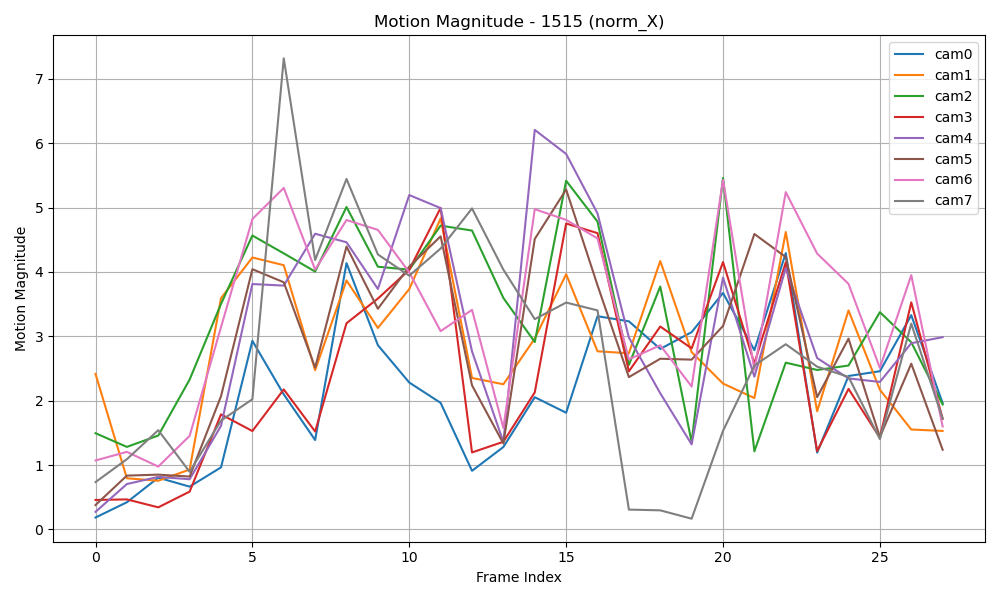 Motion Magnitude - 1515 (norm_X)
Motion Magnitude
7
6
5
4
3
2
1
0
0 5 10 15 20 25
Frame Index
cam0
cam1
cam2
cam3
cam4
cam5
cam6
cam7